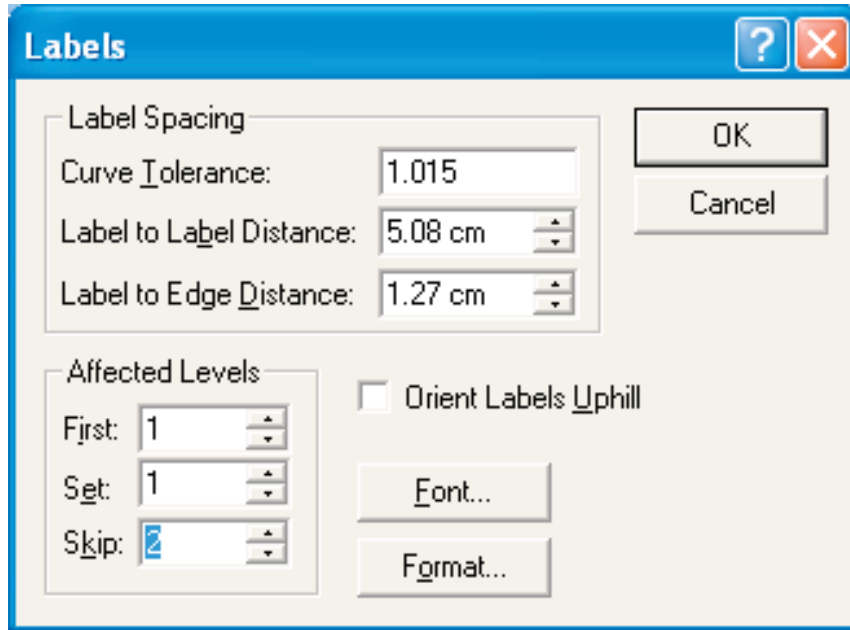 Labels
Label Spacing
Curve Tolerance: 1.015
Label to Label Distance: 5.08 cm
Label to Edge Distance: 1.27 cm
OK
Cancel
Affected Levels
First: 1
Set: 1
Skip: 2
Orient Labels Uphill
Font...
Format...